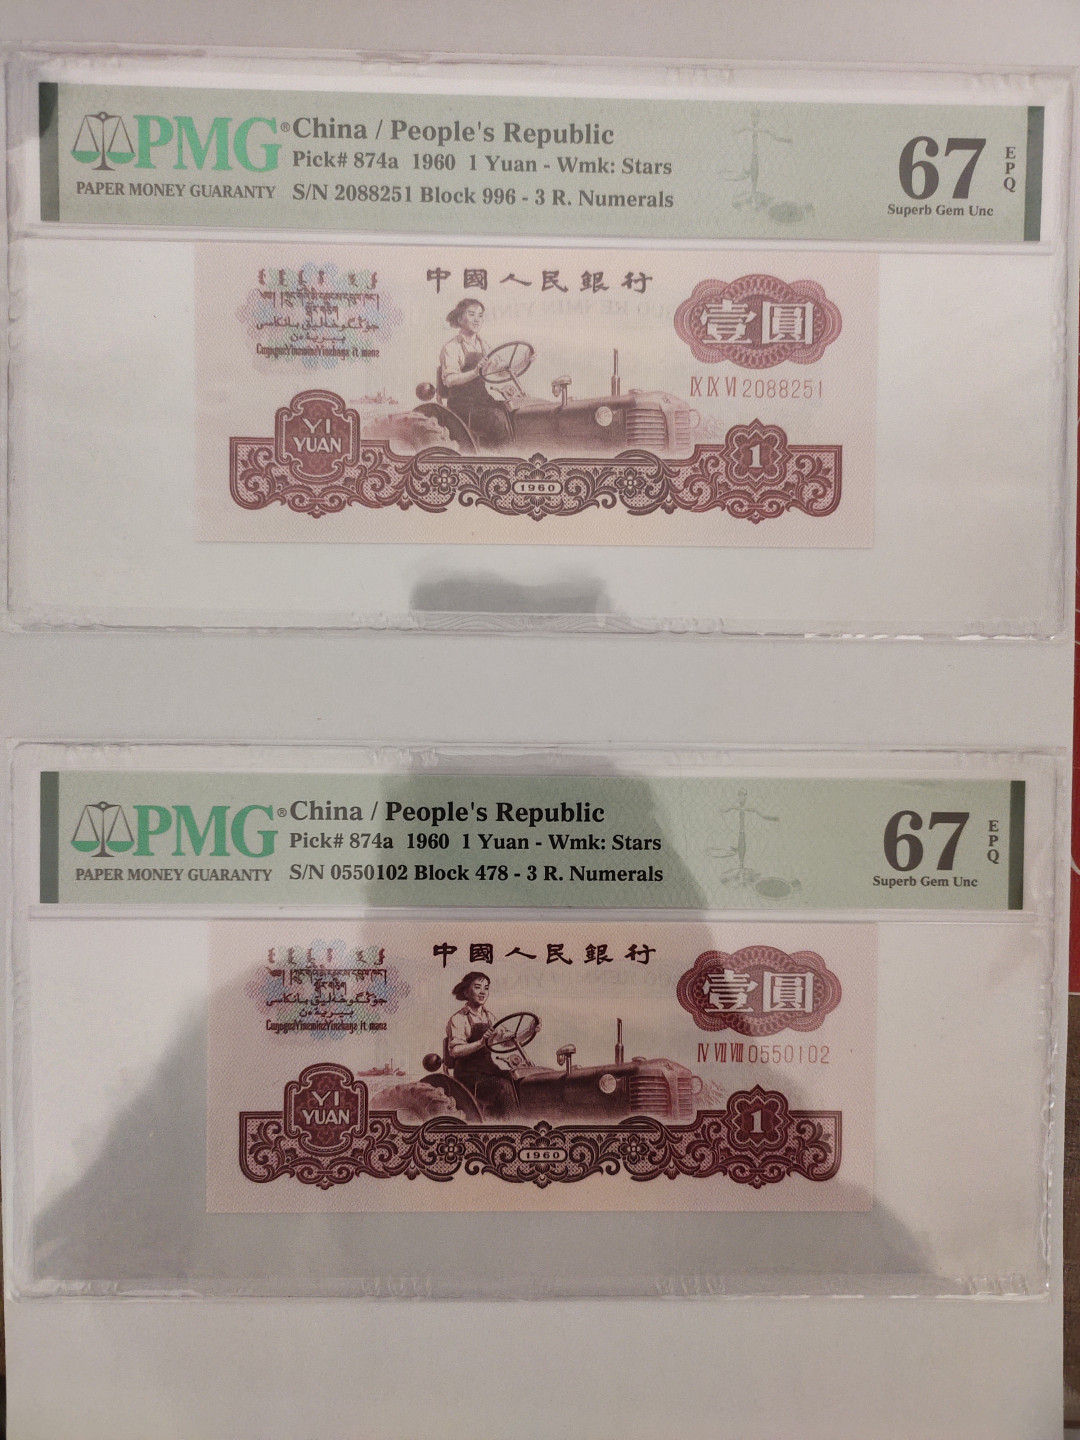 PMG®
PAPER MONEY GUARANTY
China / People's Republic
Pick# 874a 1960 1 Yuan - Wmk: Stars
S/N 2088251 Block 996 - 3 R. Numerals
67
EPQ
Superb Gem Unc
中國人民銀行
壹圓
IX IX VI 2088251
YI
YUAN
1960
1
PMG®
PAPER MONEY GUARANTY
China / People's Republic
Pick# 874a 1960 1 Yuan - Wmk: Stars
S/N 0550102 Block 478 - 3 R. Numerals
67
EPQ
Superb Gem Unc
中國人民銀行
壹圓
IV VII VIII 0550102
YI
YUAN
1960
1